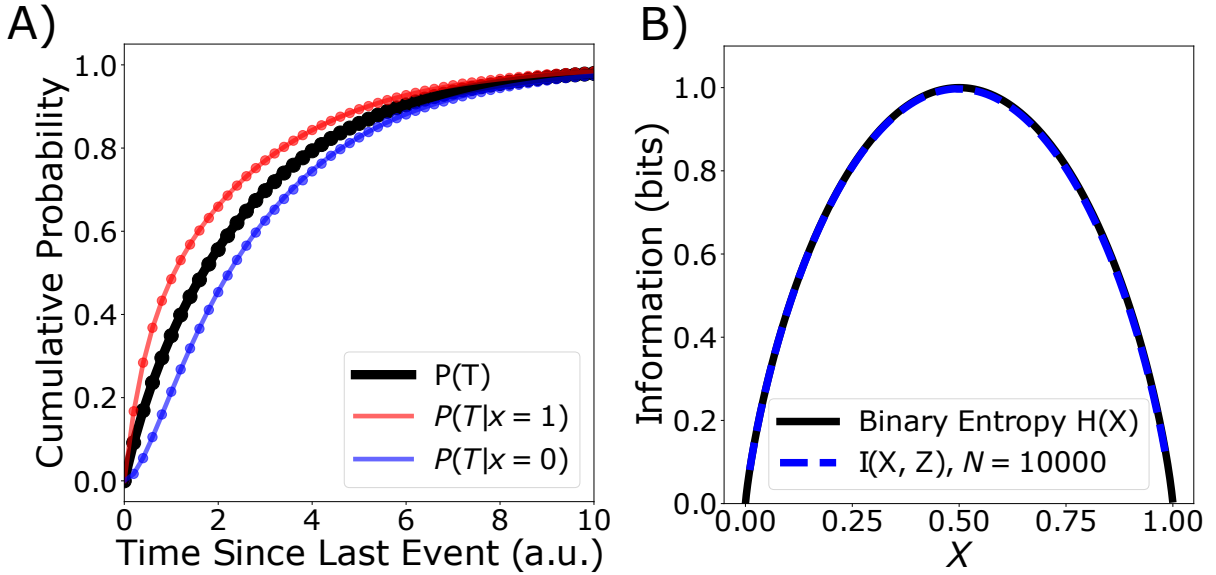 A)
Cumulative Probability
1.0
0.8
0.6
0.4
0.2
0.0
0 2 4 6 8 10
Time Since Last Event (a.u.)
P(T)
P(T|x = 1)
P(T|x = 0)
B)
Information (bits)
1.0
0.8
0.6
0.4
0.2
0.0
0.00 0.25 0.50 0.75 1.00
X
Binary Entropy H(X)
I(X, Z), N = 10000